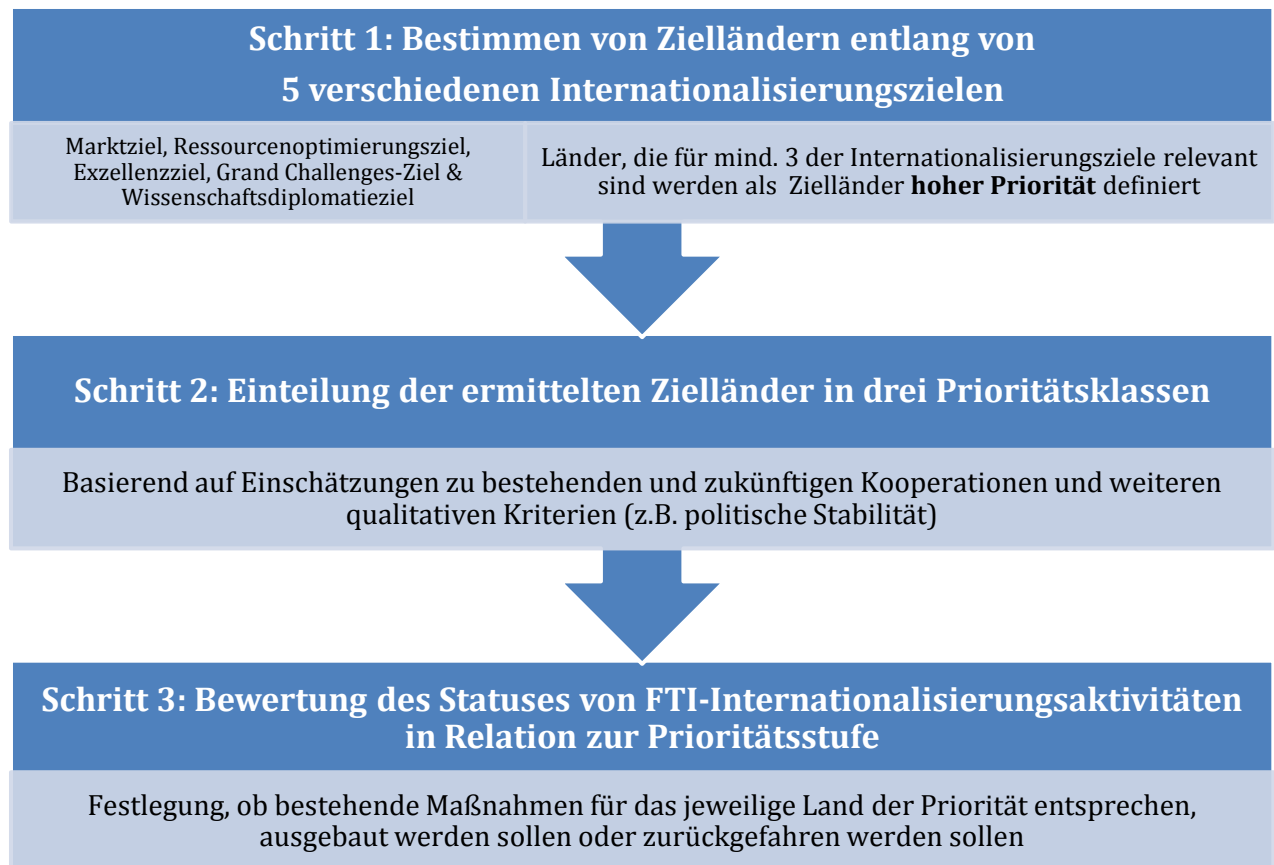 Schritt 1: Bestimmen von Zielländern entlang von
5 verschiedenen Internationalisierungszielen
Marktziel, Ressourcenoptimierungsziel,
Exzellenzziel, Grand Challenges-Ziel &
Wissenschaftsdiplomatieziel
Länder, die für mind. 3 der Internationalisierungsziele relevant
sind werden als Zielländer hoher Priorität definiert
Schritt 2: Einteilung der ermittelten Zielländer in drei Prioritätsklassen
Basierend auf Einschätzungen zu bestehenden und zukünftigen Kooperationen und weiteren
qualitativen Kriterien (z.B. politische Stabilität)
Schritt 3: Bewertung des Statuses von FTI-Internationalisierungsaktivitäten
in Relation zur Prioritätsstufe
Festlegung, ob bestehende Maßnahmen für das jeweilige Land der Priorität entsprechen,
ausgebaut werden sollen oder zurückgefahren werden sollen